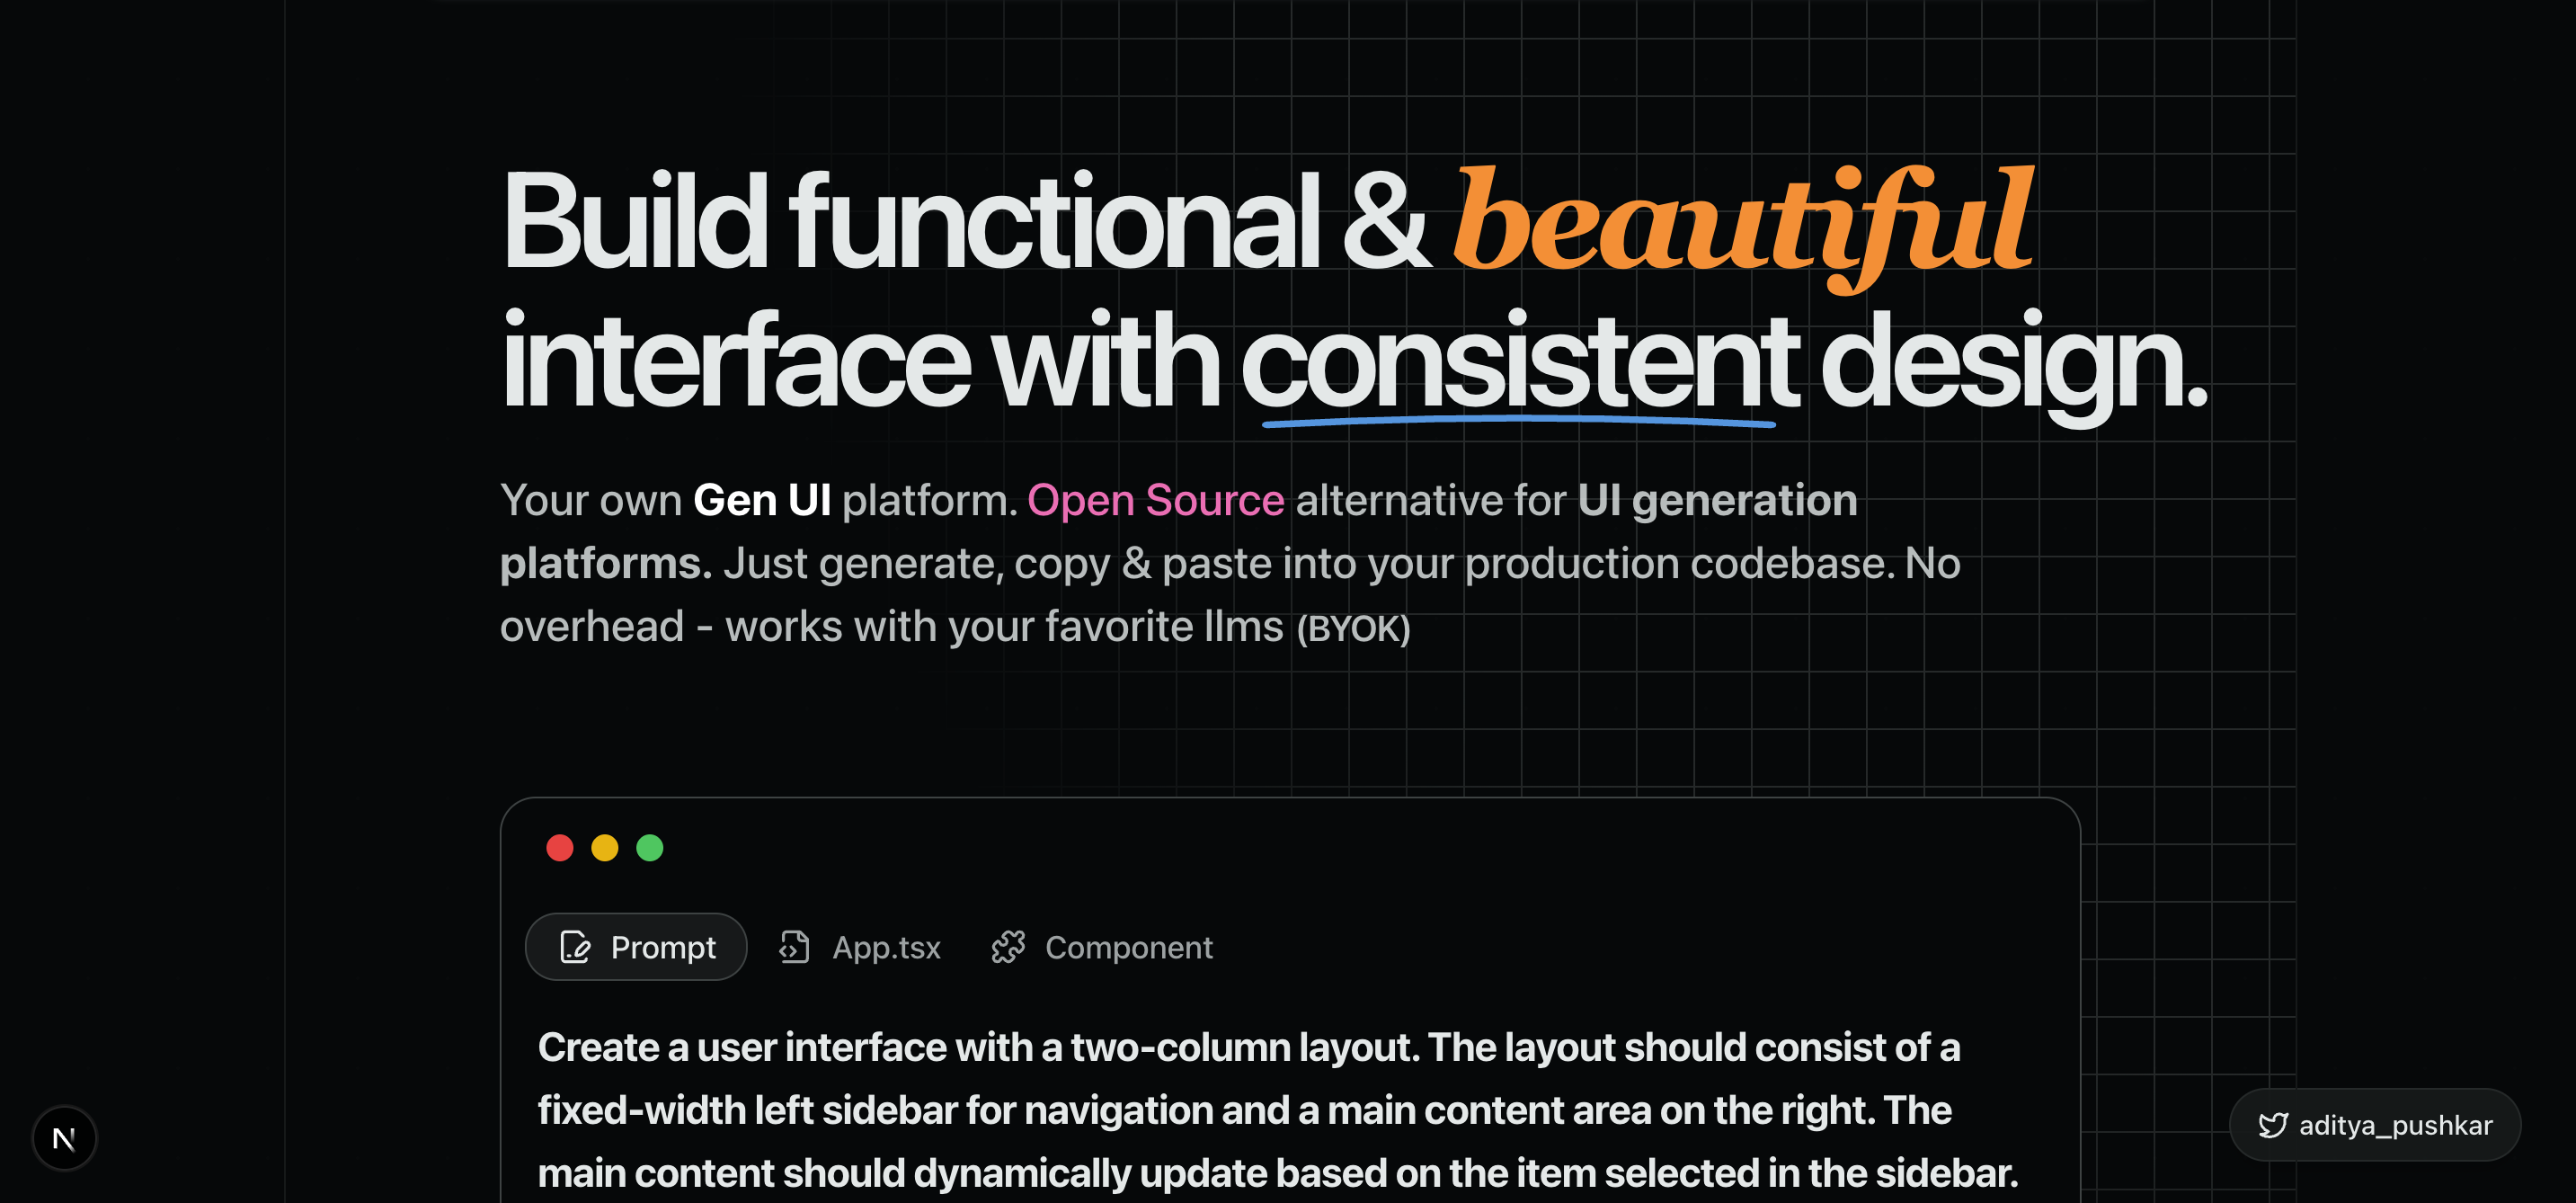 Build functional & beautiful
interface with consistent design.
Your own Gen UI platform. Open Source alternative for UI generation
platforms. Just generate, copy & paste into your production codebase. No
overhead - works with your favorite llms (BYOK)
Prompt App.tsx Component
Create a user interface with a two-column layout. The layout should consist of a
fixed-width left sidebar for navigation and a main content area on the right. The
main content should dynamically update based on the item selected in the sidebar.
N
aditya_pushkar